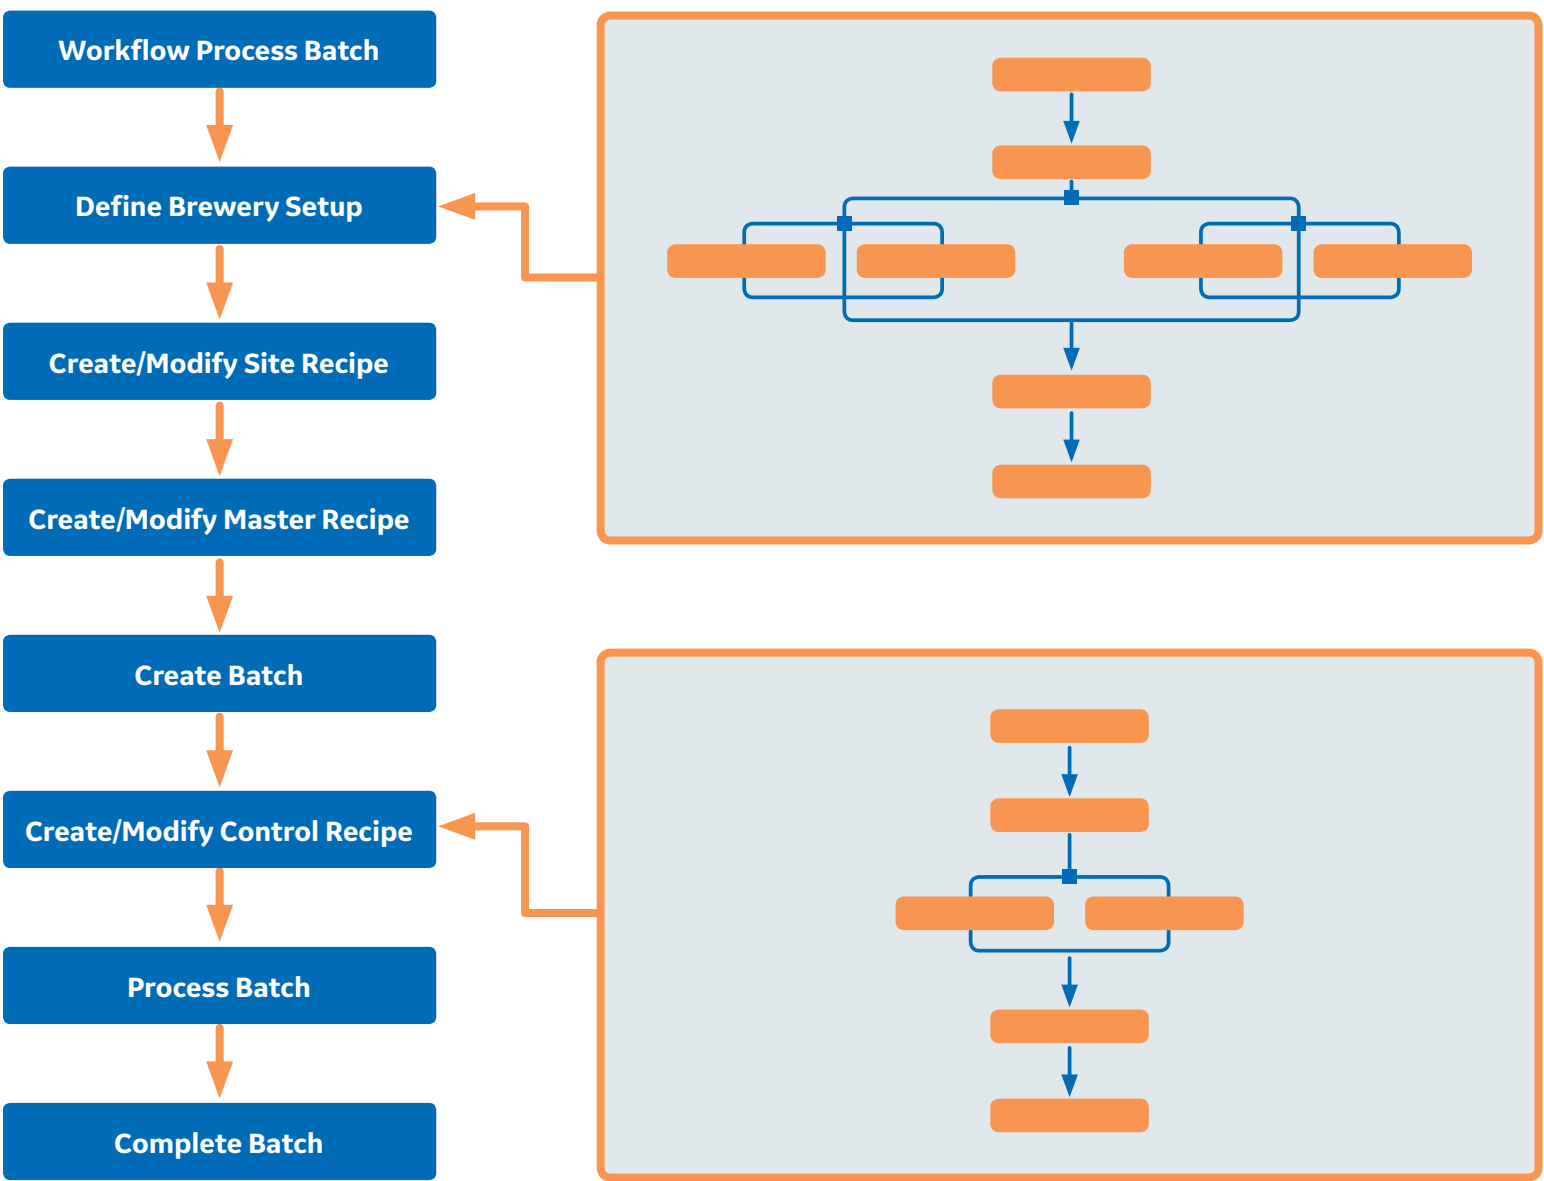 Workflow Process Batch
Define Brewery Setup
Create/Modify Site Recipe
Create/Modify Master Recipe
Create Batch
Create/Modify Control Recipe
Process Batch
Complete Batch